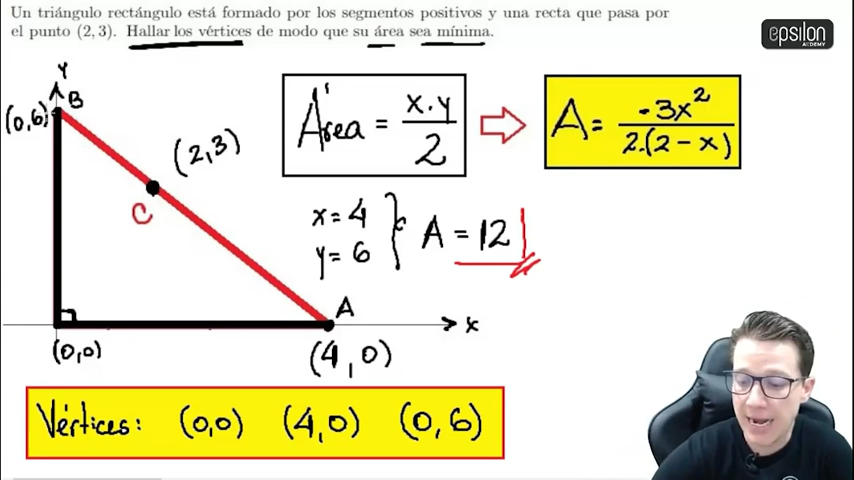 Un triángulo rectángulo está formado por los segmentos positivos y una recta que pasa por
el punto (2, 3). Hallar los vértices de modo que su área sea mínima.
epsilon
ACADEMY
Y
B
(0,6)
(2,3)
C
Área = x.y / 2
A = -3x² / 2.(2-x)
x = 4
y = 6
A = 12
A
x
(0,0)
(4,0)
Vértices: (0,0) (4,0) (0,6)